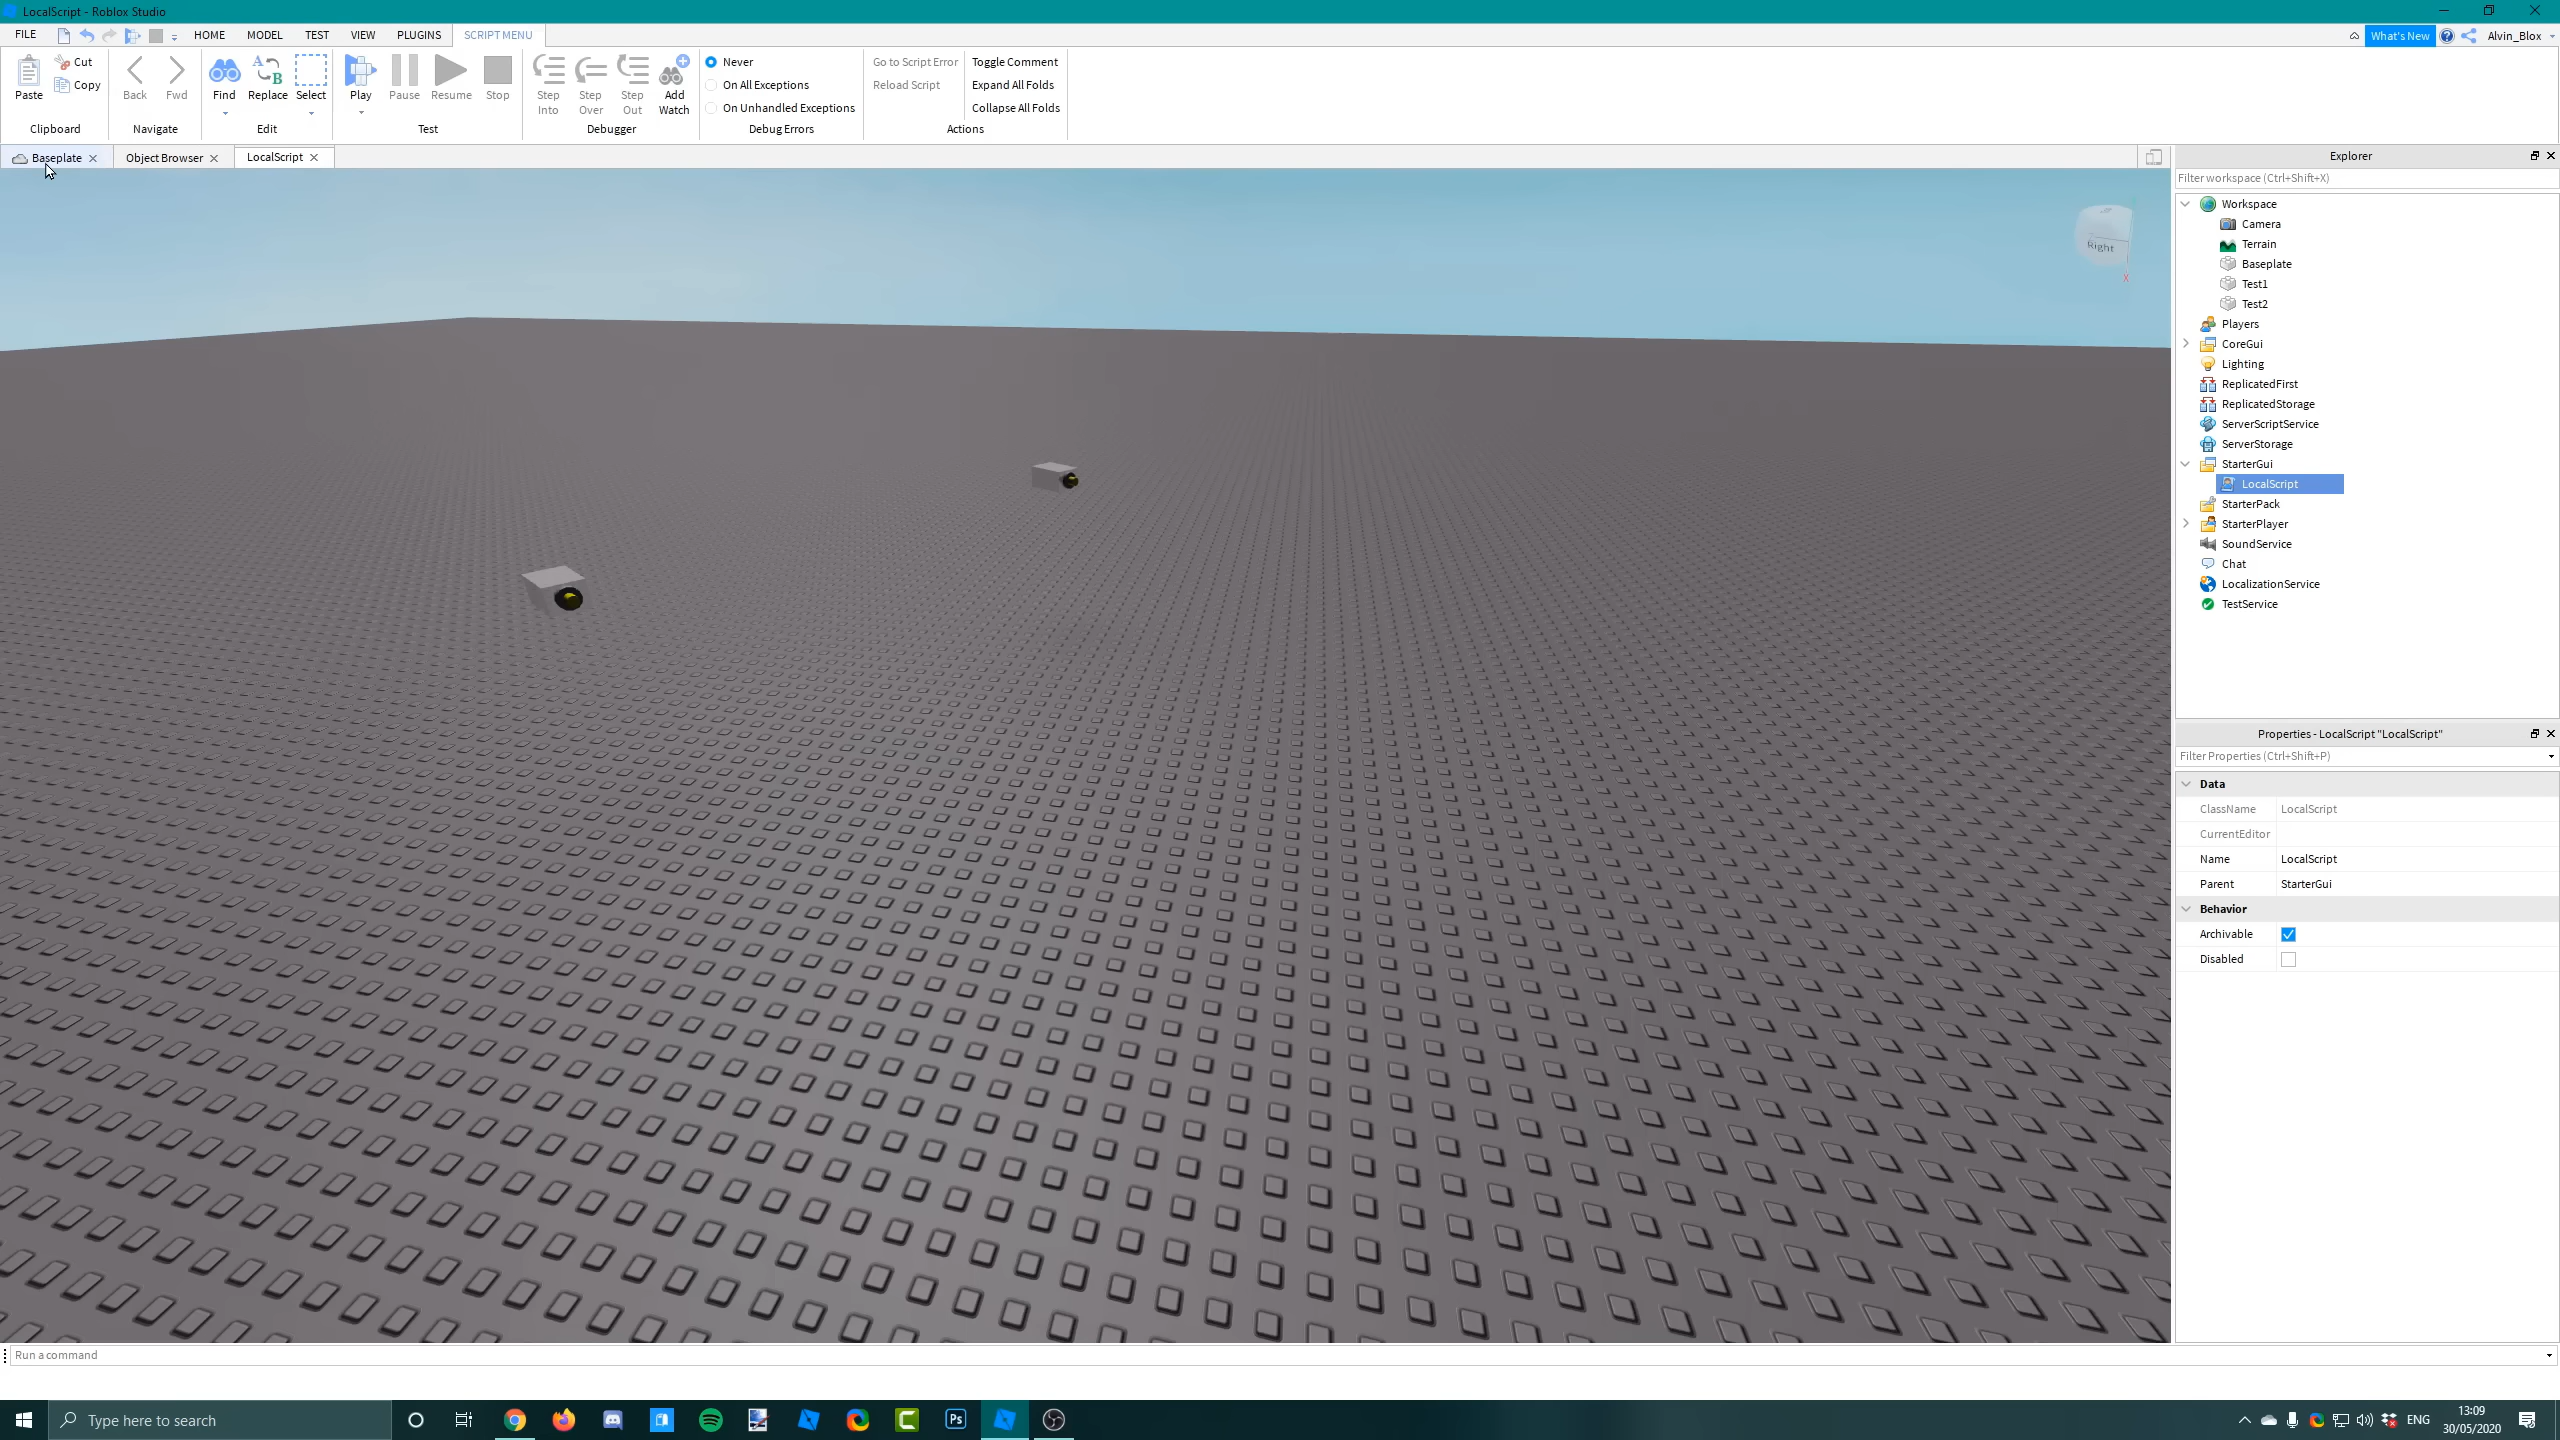 LocalScript - Roblox Studio
FILE HOME MODEL TEST VIEW PLUGINS SCRIPT MENU What's New Alvin_Blox
Paste Cut Copy
Clipboard
Back Fwd
Navigate
Find Replace Select
Edit
Play Pause Resume Stop
Test
Step Into Step Over Step Out Add Watch
Debugger
Never
On All Exceptions
On Unhandled Exceptions
Debug Errors
Go to Script Error
Reload Script
Toggle Comment
Expand All Folds
Collapse All Folds
Actions
Baseplate Object Browser LocalScript
Right
X
Explorer
Filter workspace (Ctrl+Shift+X)
Workspace
Camera
Terrain
Baseplate
Test1
Test2
Players
CoreGui
Lighting
ReplicatedFirst
ReplicatedStorage
ServerScriptService
ServerStorage
StarterGui
LocalScript
StarterPack
StarterPlayer
SoundService
Chat
LocalizationService
TestService
Properties - LocalScript "LocalScript"
Filter Properties (Ctrl+Shift+P)
Data
ClassName LocalScript
CurrentEditor
Name LocalScript
Parent StarterGui
Behavior
Archivable
Disabled
Run a command
Type here to search
Ps
ENG
13:09
30/05/2020